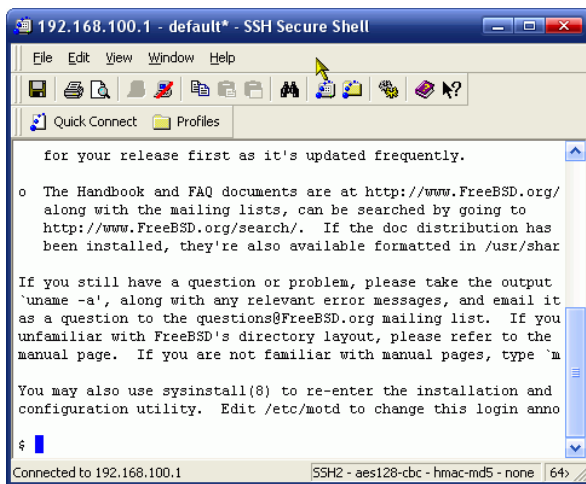 192.168.100.1 - default* - SSH Secure Shell
File Edit View Window Help
Quick Connect Profiles
for your release first as it's updated frequently.
o The Handbook and FAQ documents are at http://www.FreeBSD.org/
along with the mailing lists, can be searched by going to
http://www.FreeBSD.org/search/. If the doc distribution has
been installed, they're also available formatted in /usr/shar
If you still have a question or problem, please take the output
`uname -a', along with any relevant error messages, and email it
as a question to the questions@FreeBSD.org mailing list. If you
unfamiliar with FreeBSD's directory layout, please refer to the
manual page. If you are not familiar with manual pages, type `m
You may also use sysinstall(8) to re-enter the installation and
configuration utility. Edit /etc/motd to change this login anno
$
Connected to 192.168.100.1 SSH2 - aes128-cbc - hmac-md5 - none 64x